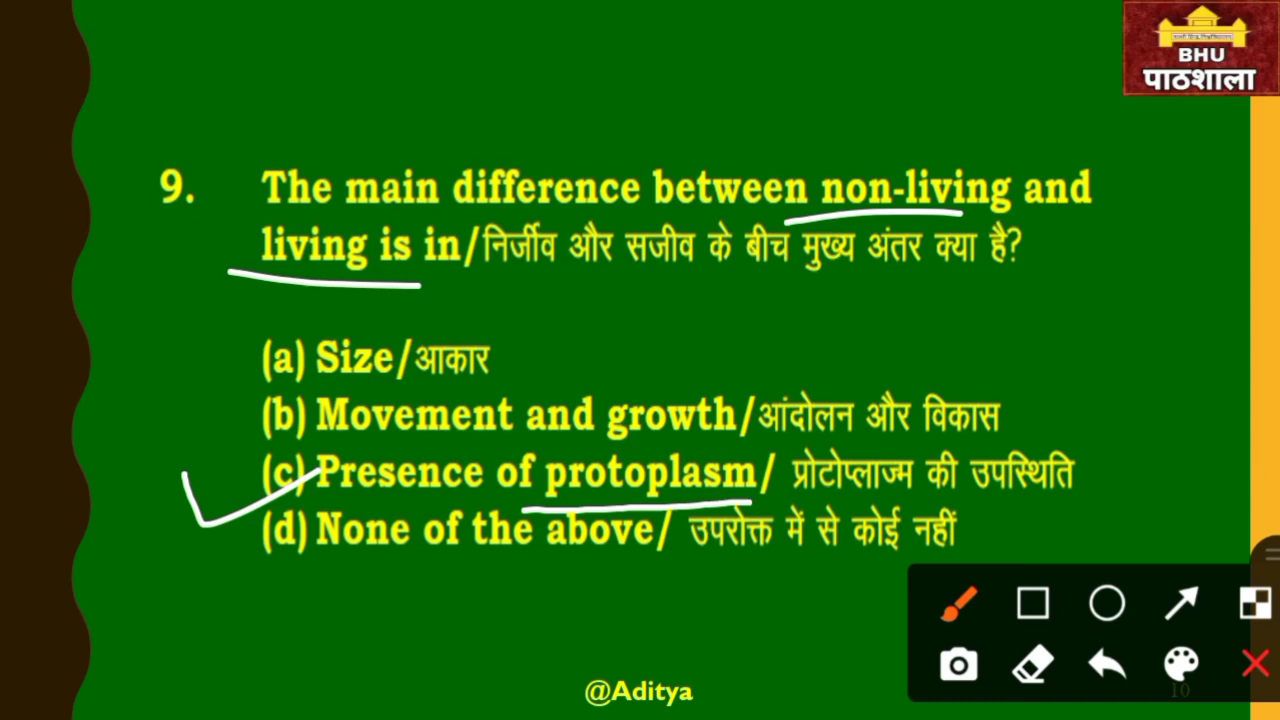 BHU
पाठशाला
9. The main difference between non-living and
living is in/निर्जीव और सजीव के बीच मुख्य अंतर क्या है?
(a) Size/आकार
(b) Movement and growth/आंदोलन और विकास
(c) Presence of protoplasm/ प्रोटोप्लाज्म की उपस्थिति
(d) None of the above/ उपरोक्त में से कोई नहीं
@Aditya
10